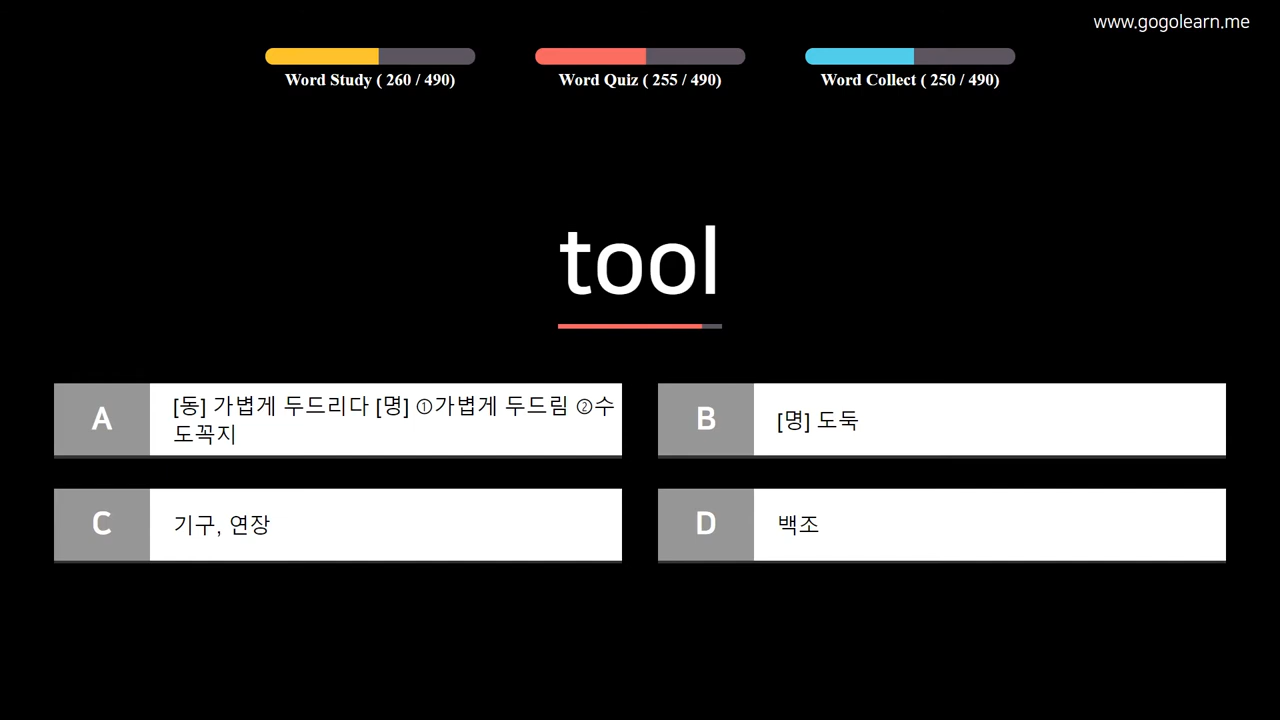 www.gogolearn.me
Word Study ( 260 / 490)
Word Quiz ( 255 / 490)
Word Collect ( 250 / 490)
tool
A
[동] 가볍게 두드리다 [명] ①가볍게 두드림 ②수
도꼭지
B
[명] 도둑
C
기구, 연장
D
백조